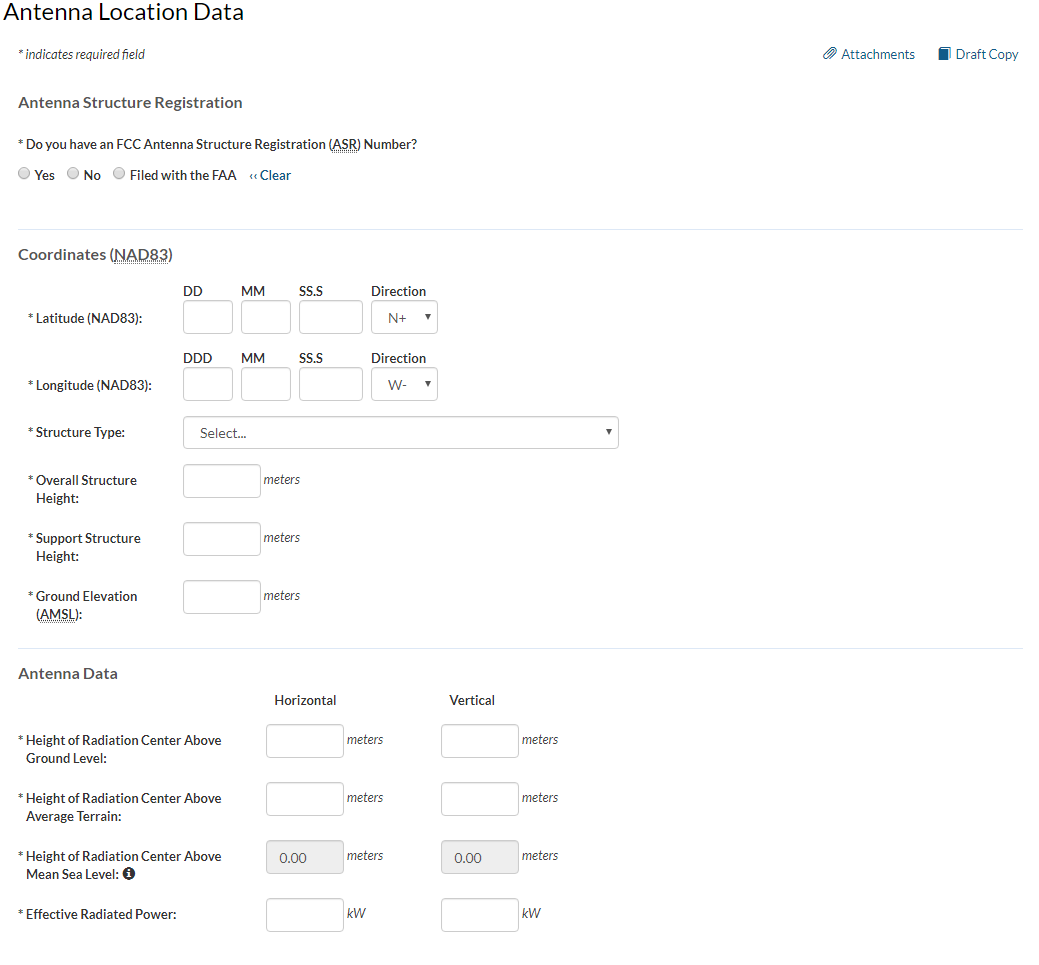 Antenna Location Data
* indicates required field
Attachments
Draft Copy
Antenna Structure Registration
* Do you have an FCC Antenna Structure Registration (ASR) Number?
Yes No Filed with the FAA ‹‹ Clear
Coordinates (NAD83)
DD MM SS.S Direction
* Latitude (NAD83): N+
DDD MM SS.S Direction
* Longitude (NAD83): W-
* Structure Type: Select...
* Overall Structure meters
Height:
* Support Structure meters
Height:
* Ground Elevation meters
(AMSL):
Antenna Data
Horizontal Vertical
* Height of Radiation Center Above meters meters
Ground Level:
* Height of Radiation Center Above meters meters
Average Terrain:
* Height of Radiation Center Above 0.00 meters 0.00 meters
Mean Sea Level:
* Effective Radiated Power: kW kW